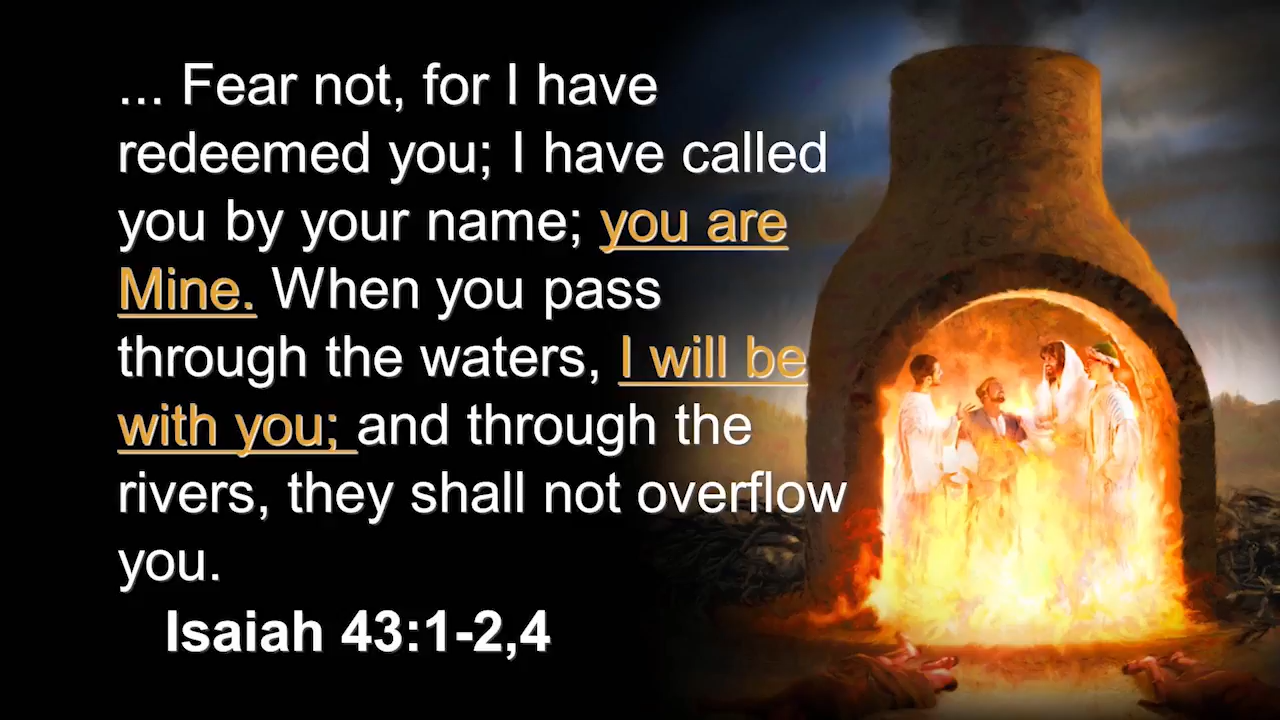 ... Fear not, for I have
redeemed you; I have called
you by your name; you are
Mine. When you pass
through the waters, I will be
with you; and through the
rivers, they shall not overflow
you.
Isaiah 43:1-2,4